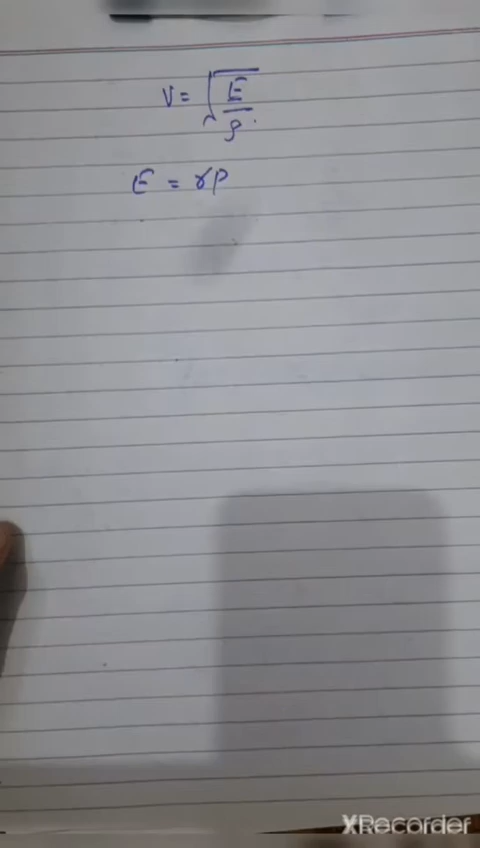 V = √E/ρ
E = γP
XRecorder